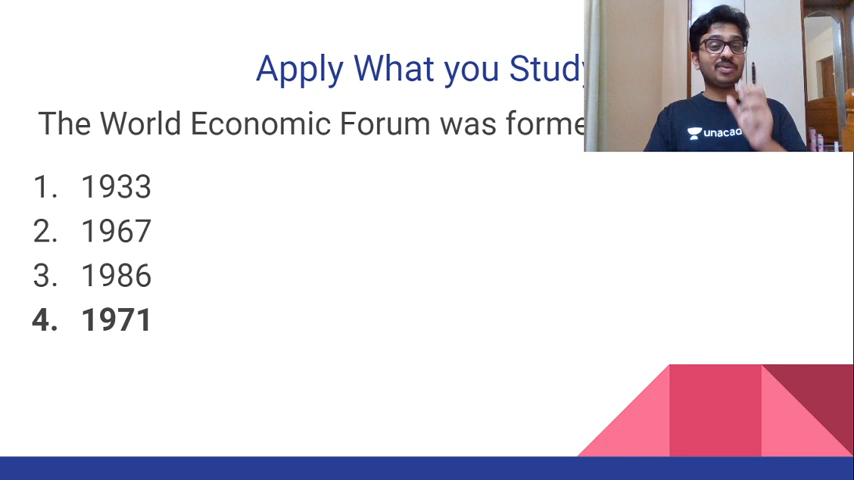 Apply What you Study
The World Economic Forum was forme
1. 1933
2. 1967
3. 1986
4. 1971
unacad